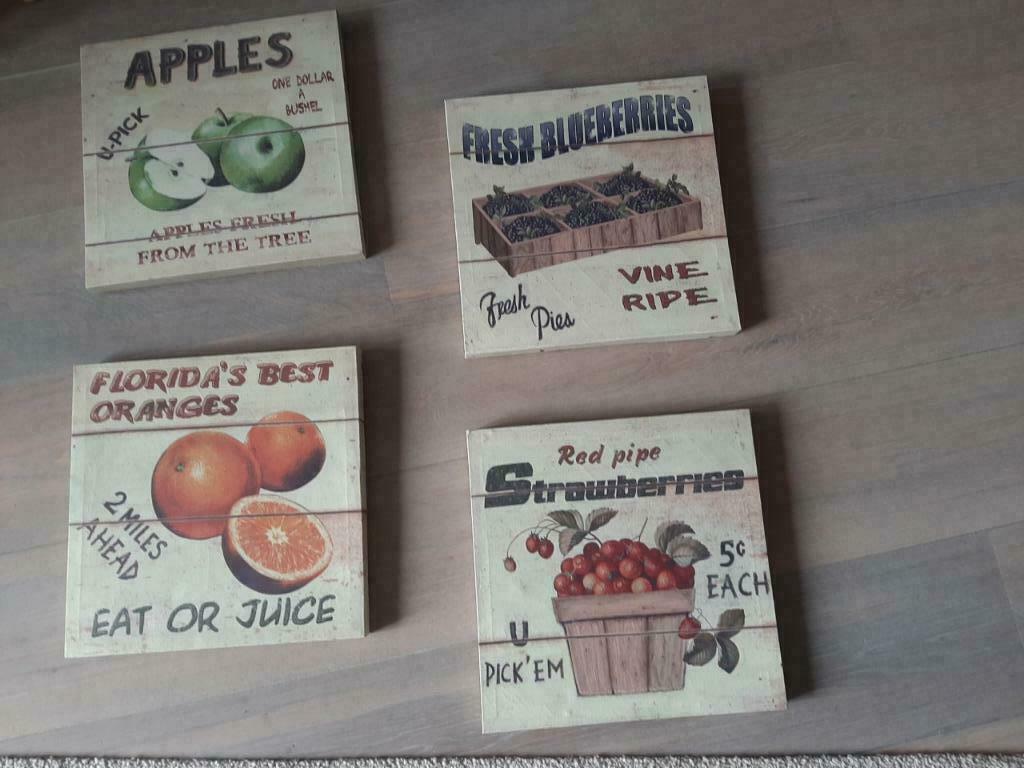 APPLES
ONE DOLLAR
A
BUSHEL
U-PICK
APPLES FRESH
FROM THE TREE
FRESH BLUEBERRIES
VINE
RIPE
Fresh
Pies
FLORIDA'S BEST
ORANGES
2 MILES
AHEAD
EAT OR JUICE
Red pipe
Strawberries
5¢
EACH
U
PICK'EM